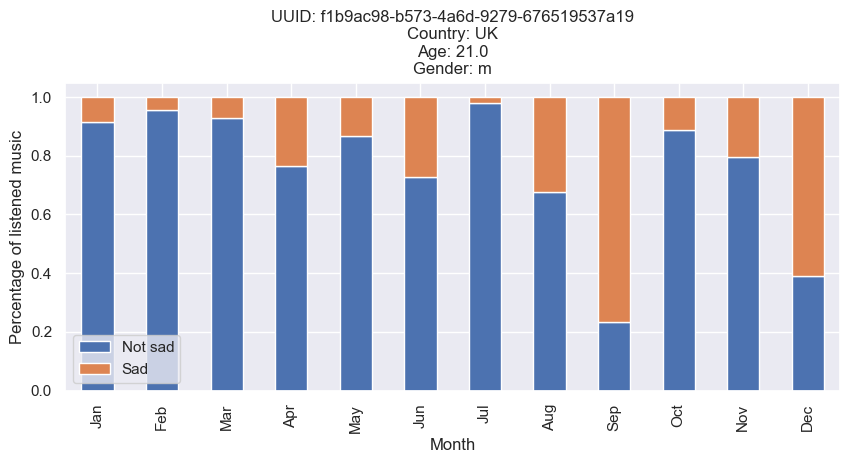 UUID: f1b9ac98-b573-4a6d-9279-676519537a19
Country: UK
Age: 21.0
Gender: m
Percentage of listened music
1.0
0.8
0.6
0.4
0.2
0.0
Not sad
Sad
Jan
Feb
Mar
Apr
May
Jun
Jul
Aug
Sep
Oct
Nov
Dec
Month